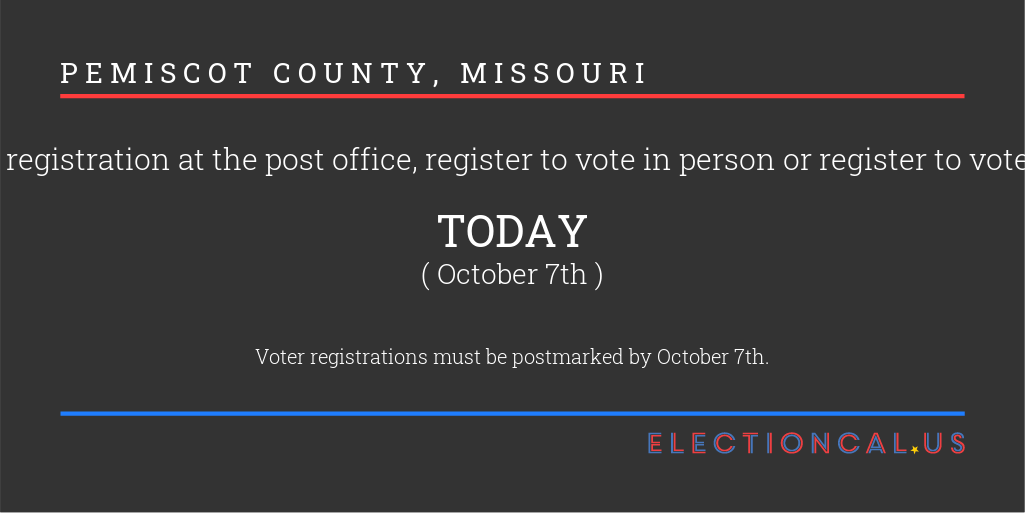 PEMISCOT COUNTY, MISSOURI
registration at the post office, register to vote in person or register to vote
TODAY
( October 7th )
Voter registrations must be postmarked by October 7th.
ELECTIONCAL.US